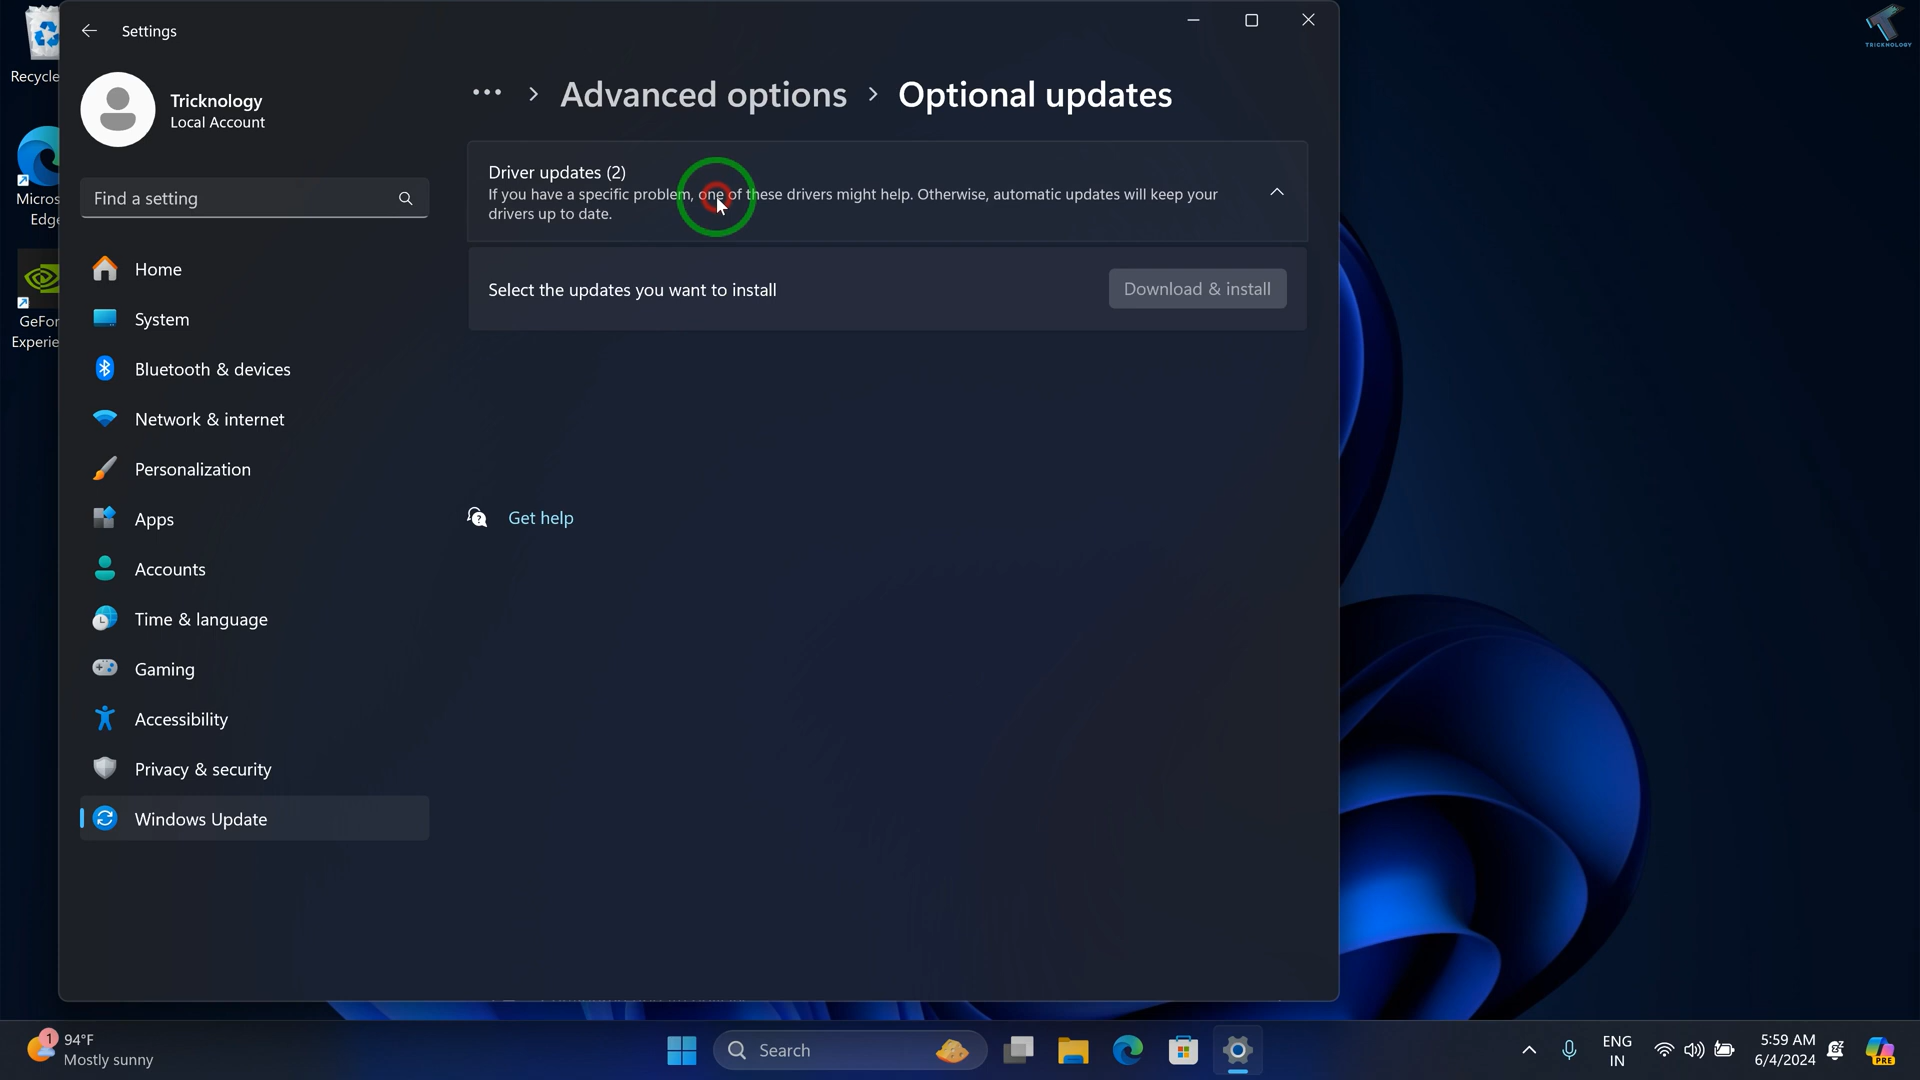 Settings
Tricknology
Local Account
Find a setting
Home
System
Bluetooth & devices
Network & internet
Personalization
Apps
Accounts
Time & language
Gaming
Accessibility
Privacy & security
Windows Update
Advanced options
Optional updates
Driver updates (2)
If you have a specific problem, one of these drivers might help. Otherwise, automatic updates will keep your
drivers up to date.
Select the updates you want to install
Download & install
Get help
Recycle
Micros
Edge
GeFor
Experie
TRICKNOLOGY
1
94°F
Mostly sunny
Search
ENG
IN
5:59 AM
6/4/2024
PRE